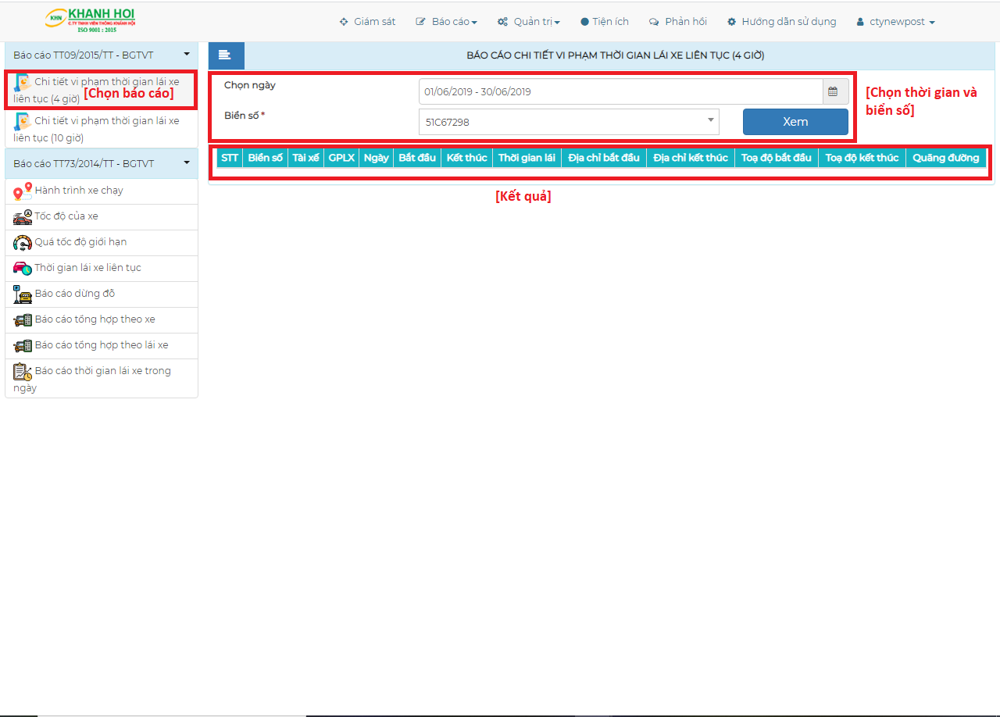 KHN KHANH HOI
C.TY TNHH VIỄN THÔNG KHÁNH HỘI
ISO 9001 : 2015
Giám sát Báo cáo Quản trị Tiện ích Phản hồi Hướng dẫn sử dụng ctynewpost
Báo cáo TT09/2015/TT - BGTVT
Chi tiết vi phạm thời gian lái xe
liên tục (4 giờ) [Chọn báo cáo]
Chi tiết vi phạm thời gian lái xe
liên tục (10 giờ)
Báo cáo TT73/2014/TT - BGTVT
Hành trình xe chạy
Tốc độ của xe
Quá tốc độ giới hạn
Thời gian lái xe liên tục
Báo cáo dừng đỗ
Báo cáo tổng hợp theo xe
Báo cáo tổng hợp theo lái xe
Báo cáo thời gian lái xe trong
ngày
BÁO CÁO CHI TIẾT VI PHẠM THỜI GIAN LÁI XE LIÊN TỤC (4 GIỜ)
Chọn ngày 01/06/2019 - 30/06/2019
Biển số * 51C67298 Xem
[Chọn thời gian và
biển số]
STT Biển số Tài xế GPLX Ngày Bắt đầu Kết thúc Thời gian lái Địa chỉ bắt đầu Địa chỉ kết thúc Toạ độ bắt đầu Toạ độ kết thúc Quãng đường
[Kết quả]